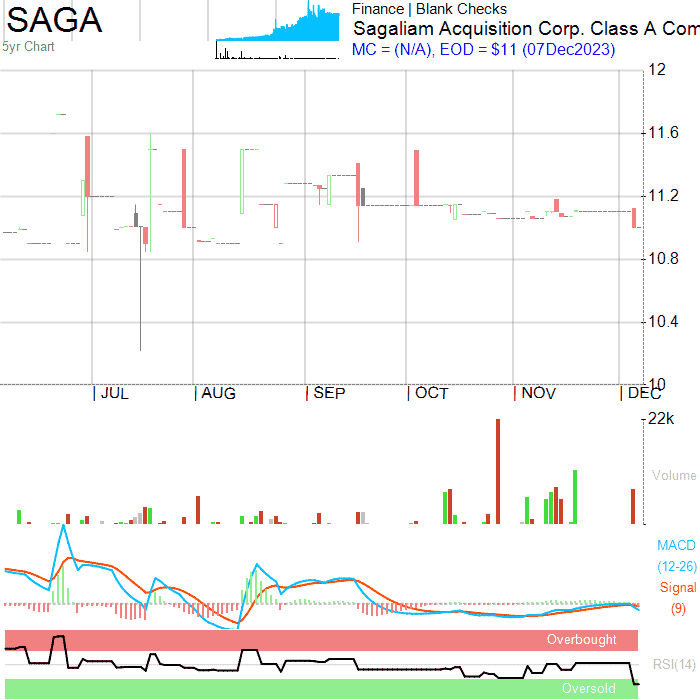 SAGA
5yr Chart
Finance | Blank Checks
Sagaliam Acquisition Corp. Class A Com
MC = (N/A), EOD = $11 (07Dec2023)
12
11.6
11.2
10.8
10.4
10
JUL AUG SEP OCT NOV DEC
22k
Volume
MACD
(12-26)
Signal
(9)
Overbought
RSI(14)
Oversold